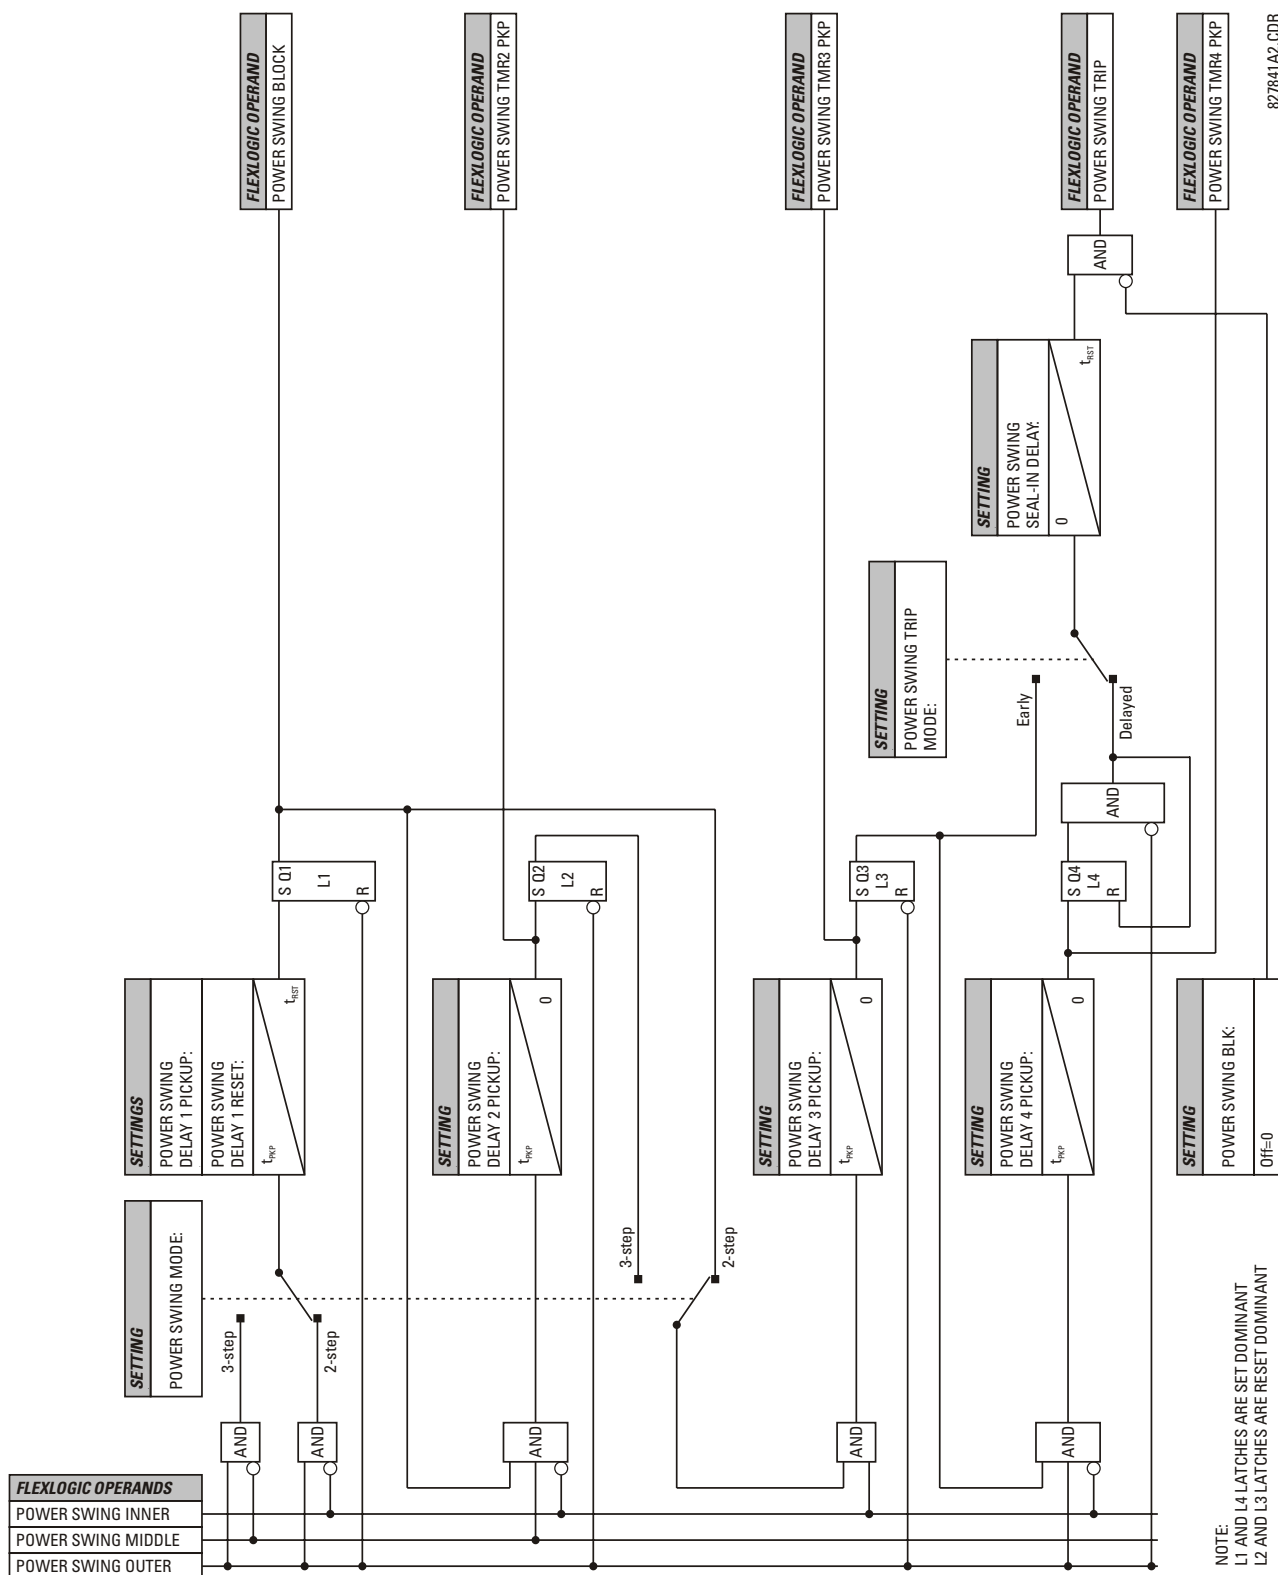 FLEXLOGIC OPERAND
POWER SWING BLOCK
FLEXLOGIC OPERAND
POWER SWING TMR2 PKP
FLEXLOGIC OPERAND
POWER SWING TMR3 PKP
FLEXLOGIC OPERAND
POWER SWING TRIP
FLEXLOGIC OPERAND
POWER SWING TMR4 PKP
827841A2.CDR
AND
SETTING
POWER SWING
SEAL-IN DELAY:
0
tRST
SETTING
POWER SWING TRIP
MODE:
Early
Delayed
AND
S Q1
L1
R
S Q2
L2
R
S Q3
L3
R
S Q4
L4
R
SETTINGS
POWER SWING
DELAY 1 PICKUP:
POWER SWING
DELAY 1 RESET:
tPKP
tRST
SETTING
POWER SWING
DELAY 2 PICKUP:
tPKP
0
SETTING
POWER SWING
DELAY 3 PICKUP:
tPKP
0
SETTING
POWER SWING
DELAY 4 PICKUP:
tPKP
0
SETTING
POWER SWING BLK:
Off=0
SETTING
POWER SWING MODE:
3-step
2-step
3-step
2-step
AND
AND
AND
AND
AND
FLEXLOGIC OPERANDS
POWER SWING INNER
POWER SWING MIDDLE
POWER SWING OUTER
NOTE:
L1 AND L4 LATCHES ARE SET DOMINANT
L2 AND L3 LATCHES ARE RESET DOMINANT